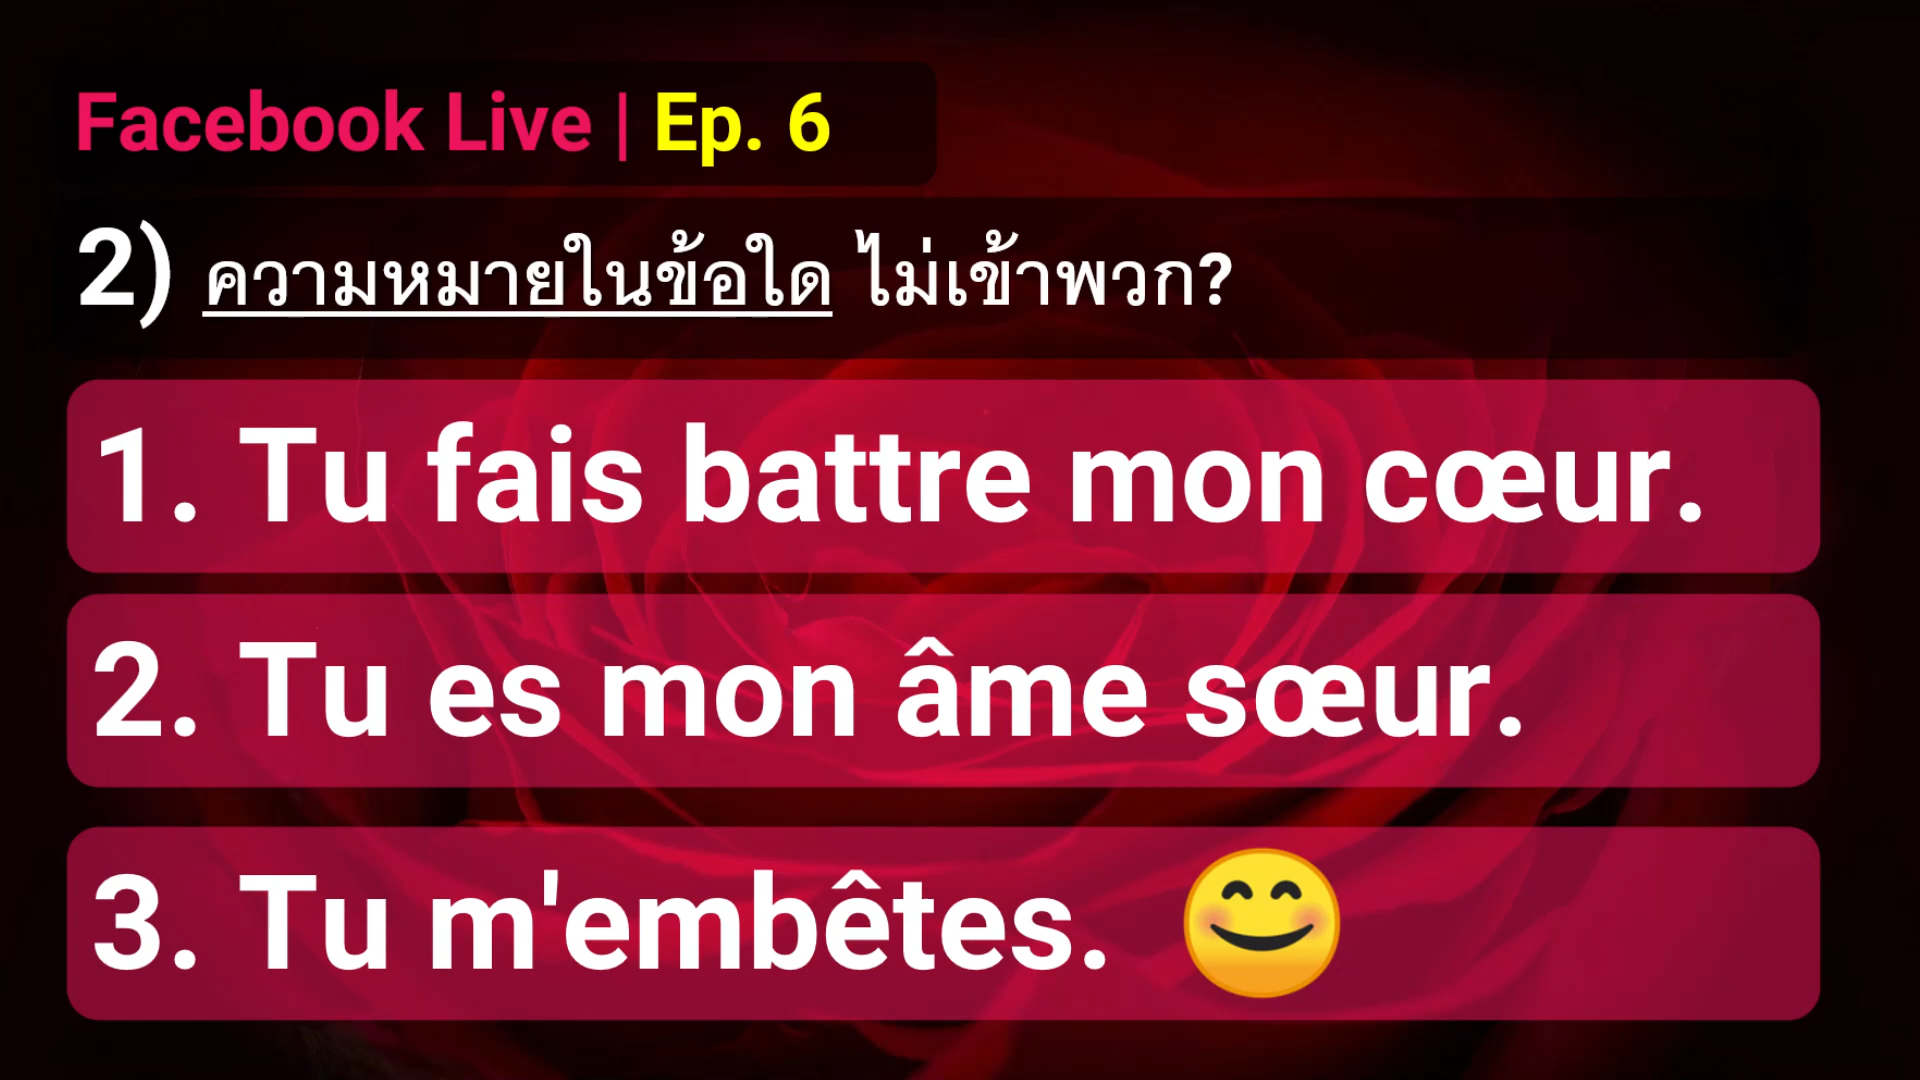 Facebook Live | Ep. 6
2) ความหมายในข้อใด ไม่เข้าพวก?
1. Tu fais battre mon cœur.
2. Tu es mon âme sœur.
3. Tu m'embêtes. 😊